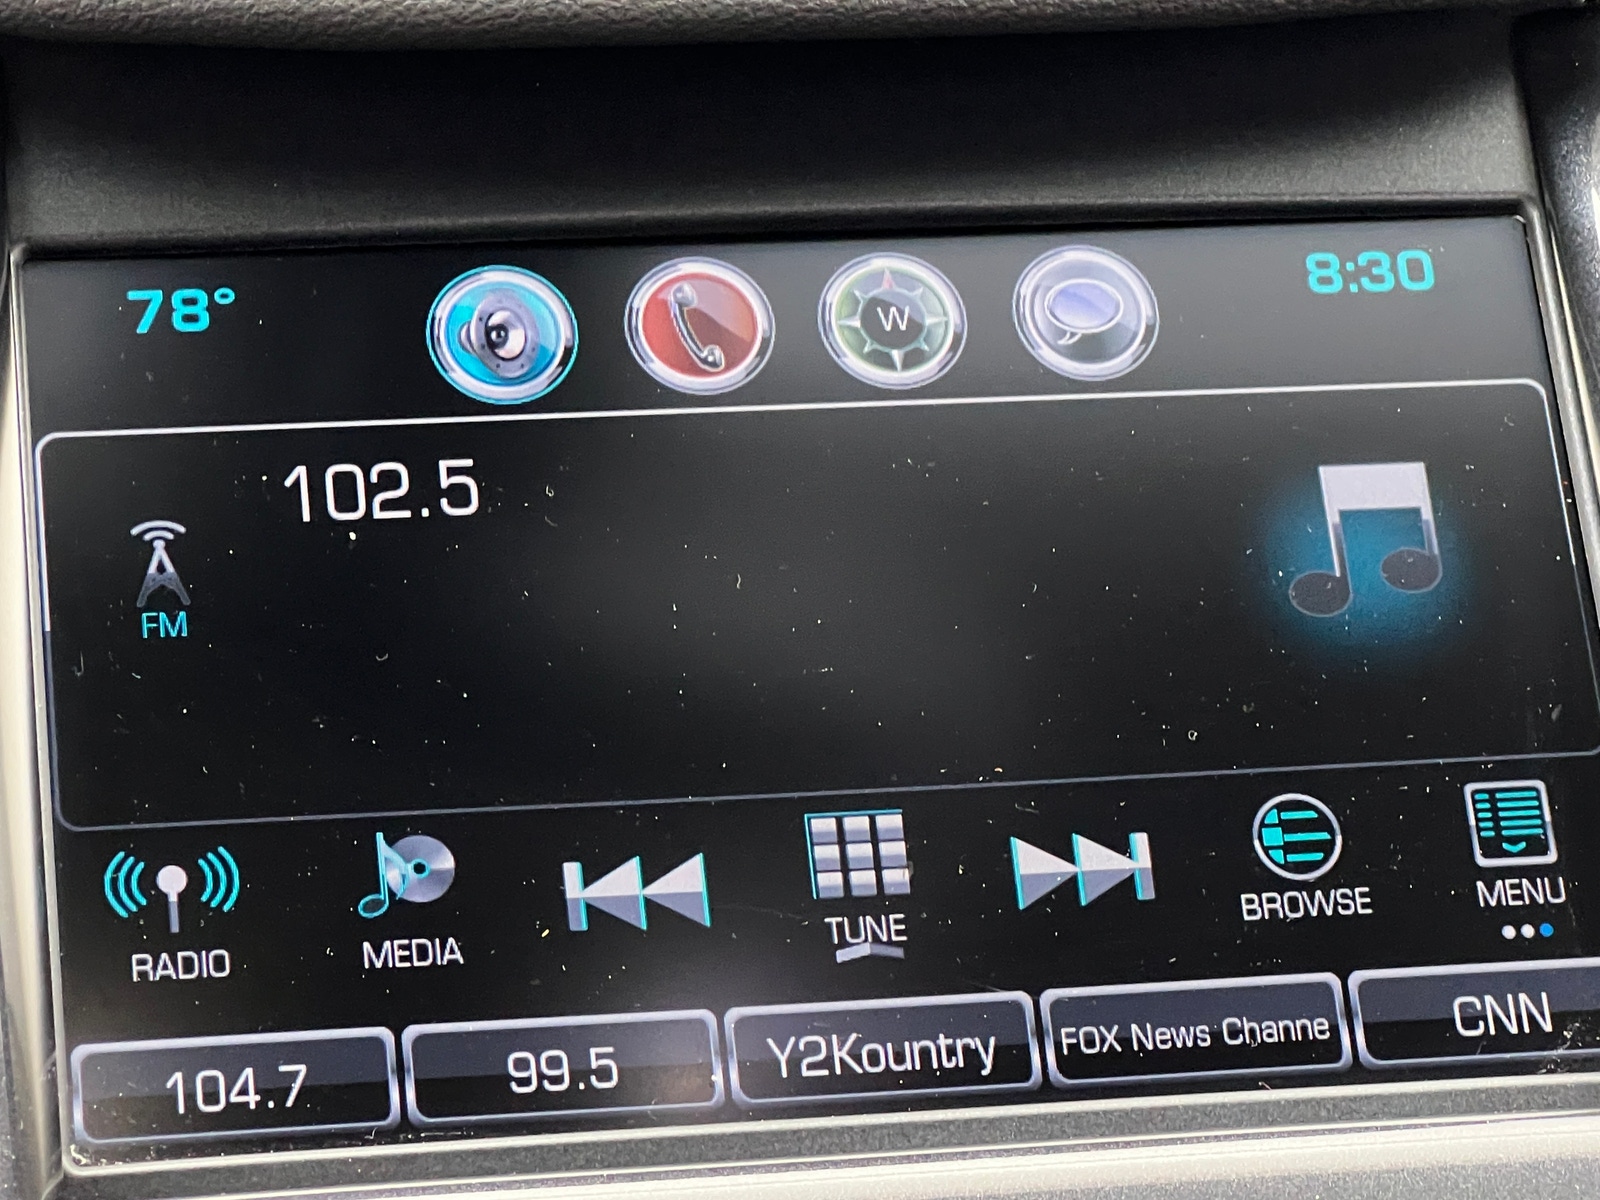 78°
W
8:30
102.5
FM
RADIO
MEDIA
TUNE
BROWSE
MENU
104.7
99.5
Y2Kountry
FOX News Channe
CNN